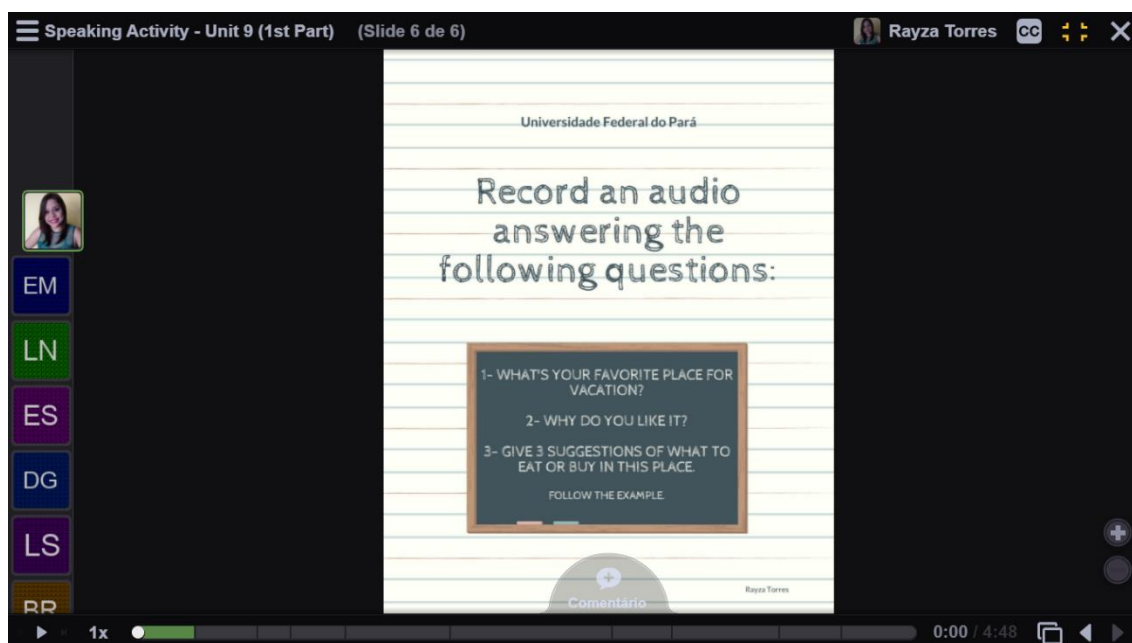 Speaking Activity - Unit 9 (1st Part) (Slide 6 de 6)
Rayza Torres
CC
Universidade Federal do Pará
Record an audio
answering the
following questions:
1- WHAT'S YOUR FAVORITE PLACE FOR
VACATION?
2- WHY DO YOU LIKE IT?
3- GIVE 3 SUGGESTIONS OF WHAT TO
EAT OR BUY IN THIS PLACE.
FOLLOW THE EXAMPLE.
EM
LN
ES
DG
LS
BR
Comentário
Rayza Torres
1x
0:00 / 4:48